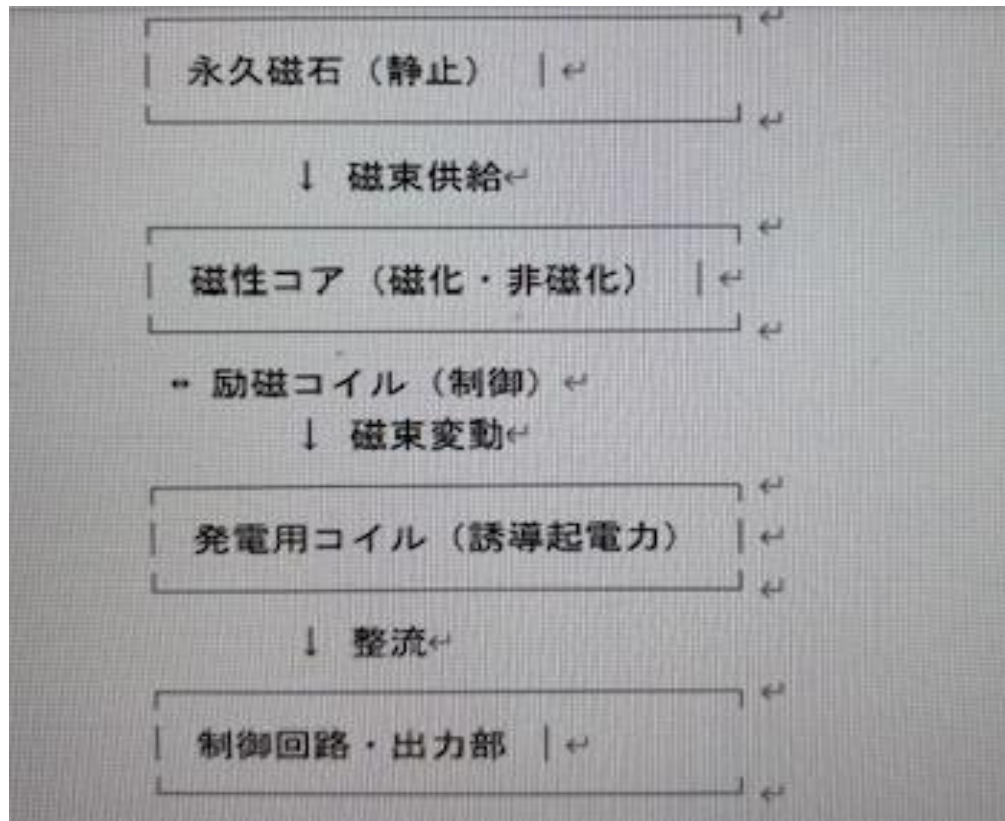 永久磁石（静止）
↓ 磁束供給
磁性コア（磁化・非磁化）
↔ 励磁コイル（制御）
↓ 磁束変動
発電用コイル（誘導起電力）
↓ 整流
制御回路・出力部